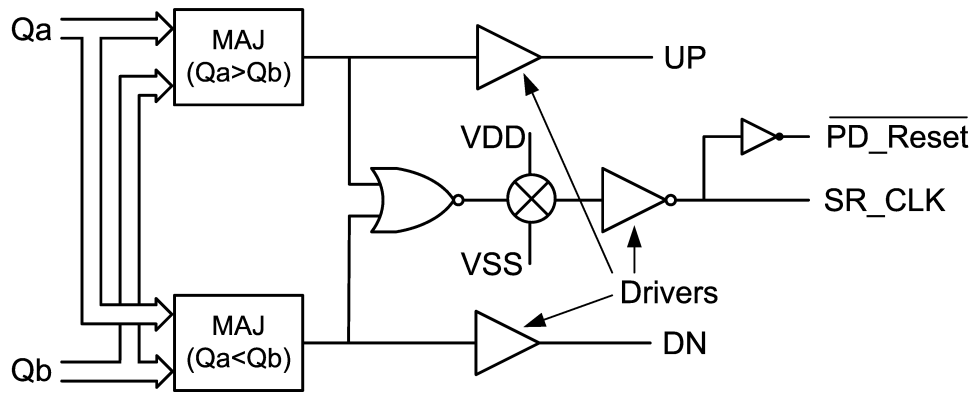 Qa
MAJ
(Qa>Qb)
UP
VDD
PD_Reset
SR_CLK
VSS
Drivers
MAJ
(Qa<Qb)
DN
Qb